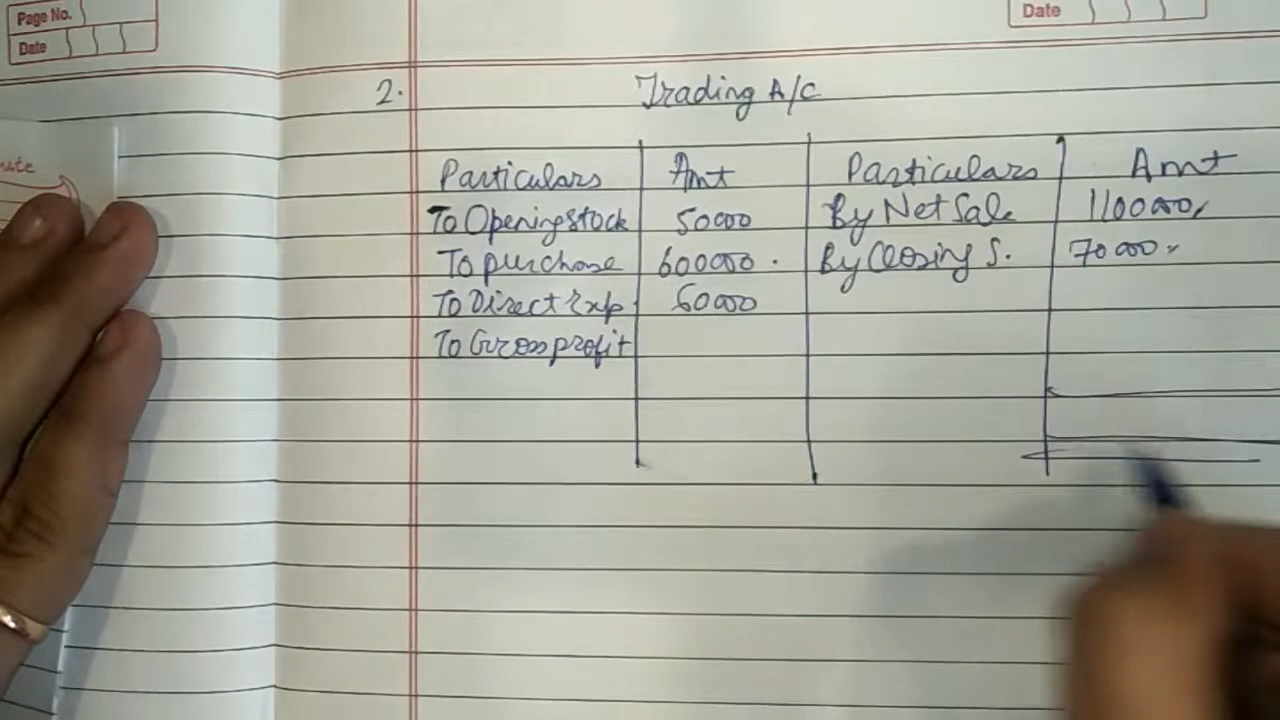 Page No.
Date
Date
2. Trading A/C
Particulars Amt Particulars Amt
To Opening stock 50000 By Net Sale 1100000/
To purchase 600000. By Closing S. 70000/
To Direct Exp 60000
To Gross profit